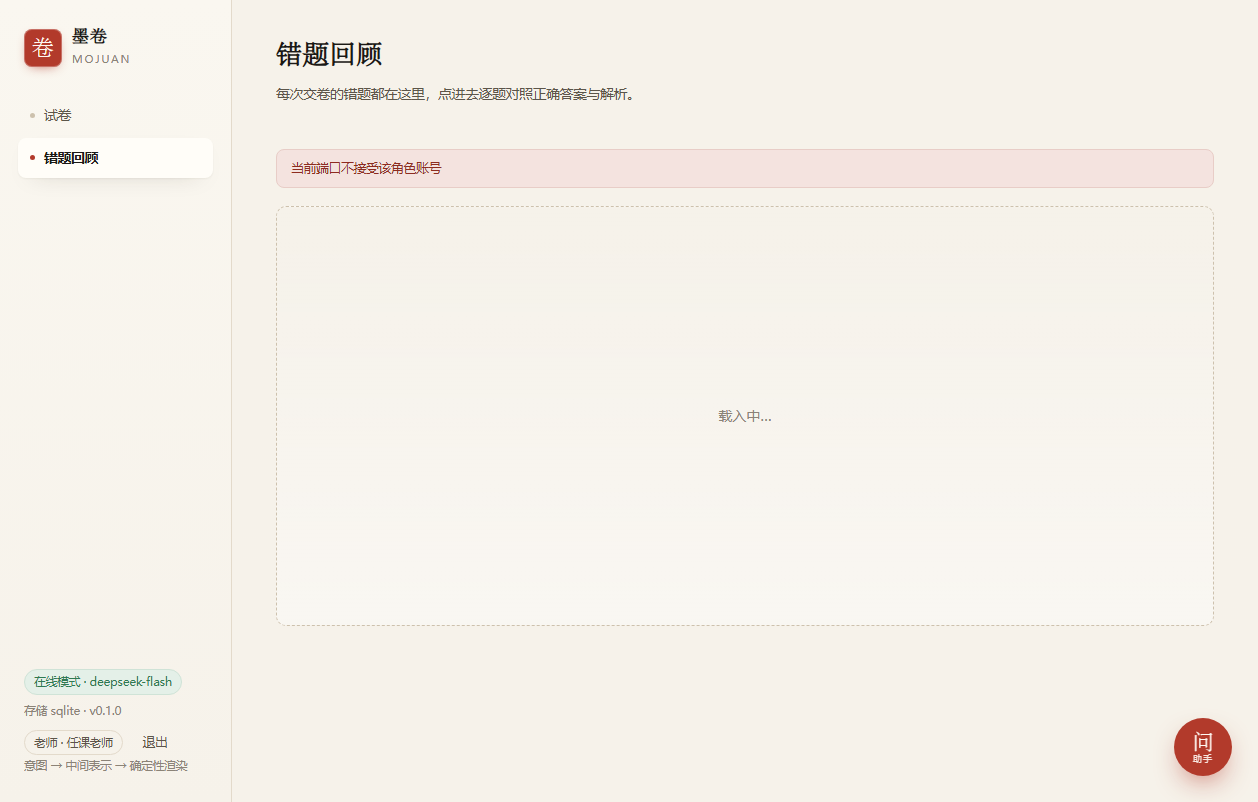 卷
墨卷
MOJUAN
试卷
错题回顾
错题回顾
每次交卷的错题都在这里，点进去逐题对照正确答案与解析。
当前端口不接受该角色账号
载入中...
在线模式 · deepseek-flash
存储 sqlite · v0.1.0
老师 · 任课老师
退出
意图 → 中间表示 → 确定性渲染
问
助手